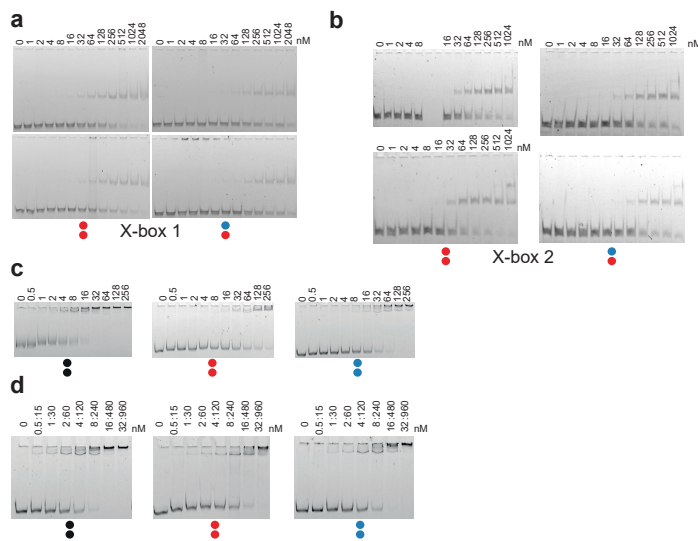 a
0 1 2 4 8 16 32 64 128 256 512 1024 2048
0 1 2 4 8 16 32 64 128 256 512 1024 2048 nM
X-box 1
b
0 1 2 4 8 16 32 64 128 256 512 1024 nM
0 1 2 4 8 16 32 64 128 256 512 1024 nM
0 1 2 4 8 16 32 64 128 256 512 1024 nM
X-box 2
c
0 0.5 1 2 4 8 16 32 64 128 256
0 0.5 1 2 4 8 16 32 64 128 256
0 0.5 1 2 4 8 16 32 64 128 256
d
0 0.5:15 1:30 2:60 4:120 8:240 16:480 32:960 nM
0 0.5:15 1:30 2:60 4:120 8:240 16:480 32:960 nM
0 0.5:15 1:30 2:60 4:120 8:240 16:480 32:960 nM